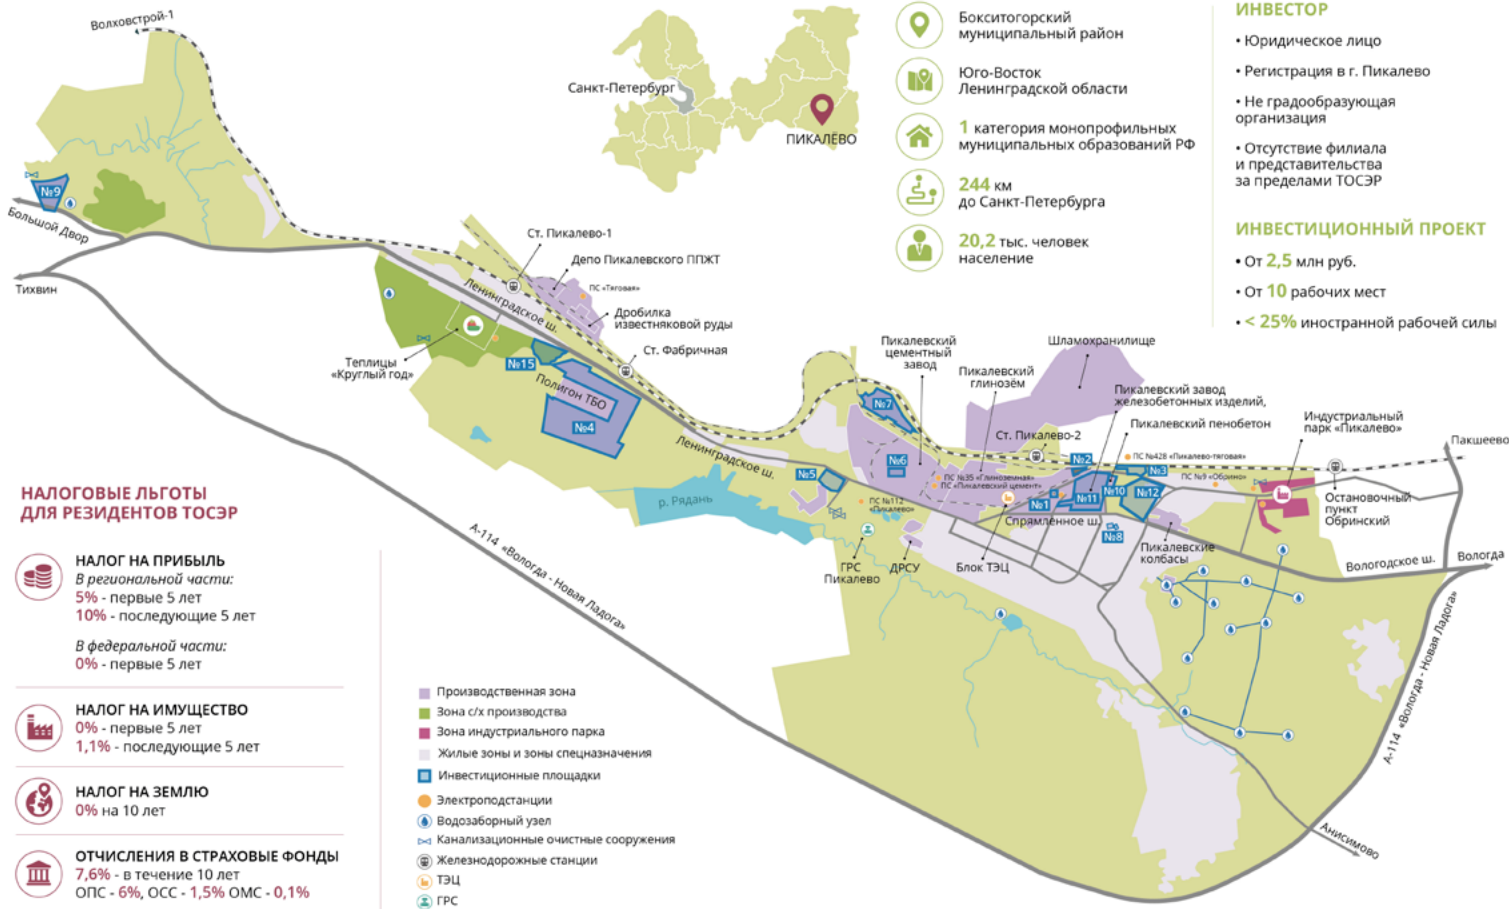 Волховстрой-1
Санкт-Петербург
ПИКАЛЁВО
Бокситогорский
муниципальный район
Юго-Восток
Ленинградской области
1 категория монопрофильных
муниципальных образований РФ
244 км
до Санкт-Петербурга
20,2 тыс. человек
население
ИНВЕСТОР
• Юридическое лицо
• Регистрация в г. Пикалево
• Не градообразующая
организация
• Отсутствие филиала
и представительства
за пределами ТОСЭР
ИНВЕСТИЦИОННЫЙ ПРОЕКТ
• От 2,5 млн руб.
• От 10 рабочих мест
• < 25% иностранной рабочей силы
№9
Большой Двор
Тихвин
Ст. Пикалево-1
Депо Пикалевского ППЖТ
ПС «Тяговая»
Ленинградское ш.
Дробилка
известняковой руды
Ст. Фабричная
Теплицы
«Круглый год»
№15
Полигон ТБО
№4
Ленинградское ш.
р. Рядань
А-114 «Вологда - Новая Ладога»
Пикалевский
цементный
завод
Пикалевский
глинозём
Шламохранилище
Пикалевский завод
железобетонных изделий,
Пикалевский пенобетон
Индустриальный
парк «Пикалево»
Пакшеево
№7
Ст. Пикалево-2
№6
№5
№2
ПС №428 «Пикалево-тяговая»
№3
ПС №35 «Глиноземная»
ПС «Пикалевский цемент»
ПС №9 «Обрино»
№1
№11
№10
№12
ПС №112
«Пикалево»
Спрямленное ш.
№8
Остановочный
пункт
Обринский
Пикалевские
колбасы
ГРС
Пикалево
ДРСУ
Блок ТЭЦ
Вологодское ш.
Вологда
А-114 «Вологда - Новая Ладога»
Анисимово
НАЛОГОВЫЕ ЛЬГОТЫ
ДЛЯ РЕЗИДЕНТОВ ТОСЭР
НАЛОГ НА ПРИБЫЛЬ
В региональной части:
5% - первые 5 лет
10% - последующие 5 лет
В федеральной части:
0% - первые 5 лет
НАЛОГ НА ИМУЩЕСТВО
0% - первые 5 лет
1,1% - последующие 5 лет
НАЛОГ НА ЗЕМЛЮ
0% на 10 лет
ОТЧИСЛЕНИЯ В СТРАХОВЫЕ ФОНДЫ
7,6% - в течение 10 лет
ОПС - 6%, ОСС - 1,5% ОМС - 0,1%
Производственная зона
Зона с/х производства
Зона индустриального парка
Жилые зоны и зоны спецназначения
Инвестиционные площадки
Электроподстанции
Водозаборный узел
Канализационные очистные сооружения
Железнодорожные станции
ТЭЦ
ГРС